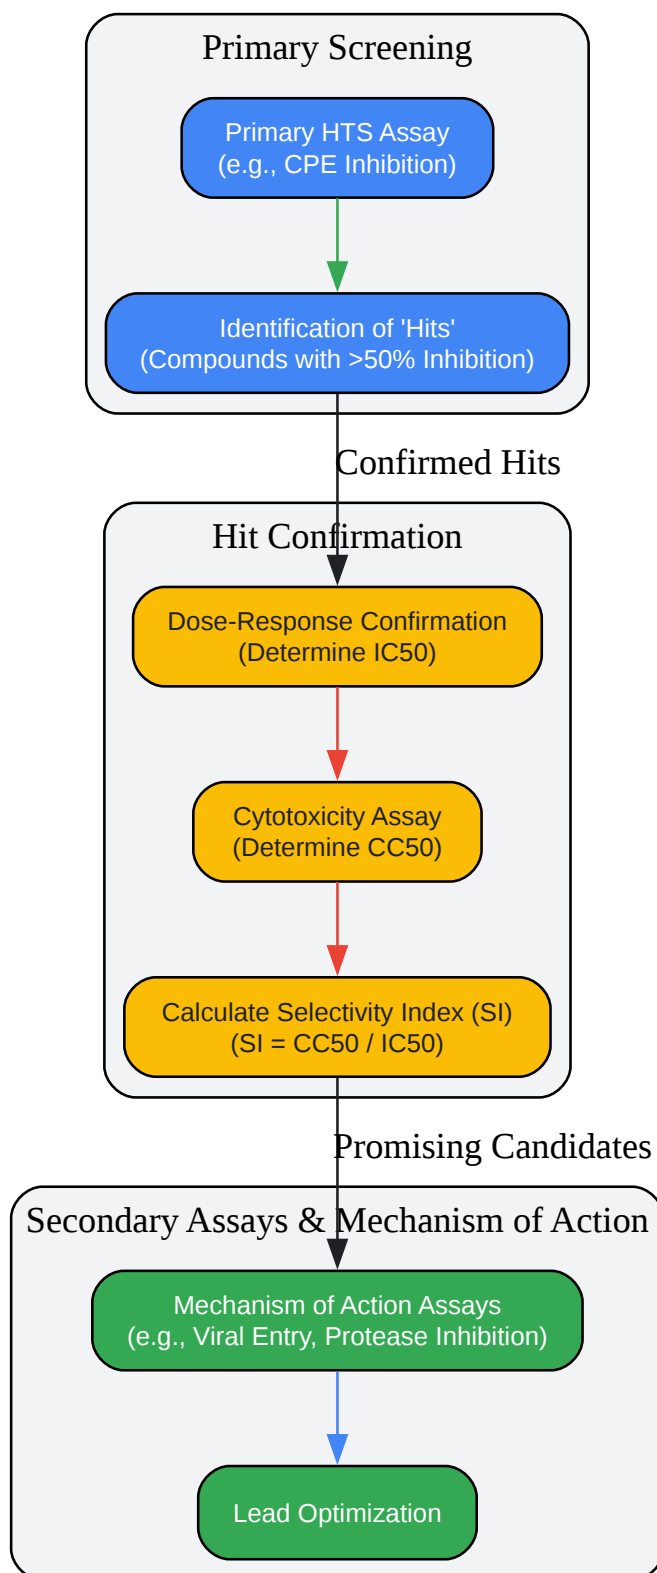 Primary Screening
Primary HTS Assay
(e.g., CPE Inhibition)
Identification of 'Hits'
(Compounds with >50% Inhibition)
Confirmed Hits
Hit Confirmation
Dose-Response Confirmation
(Determine IC50)
Cytotoxicity Assay
(Determine CC50)
Calculate Selectivity Index (SI)
(SI = CC50 / IC50)
Promising Candidates
Secondary Assays & Mechanism of Action
Mechanism of Action Assays
(e.g., Viral Entry, Protease Inhibition)
Lead Optimization